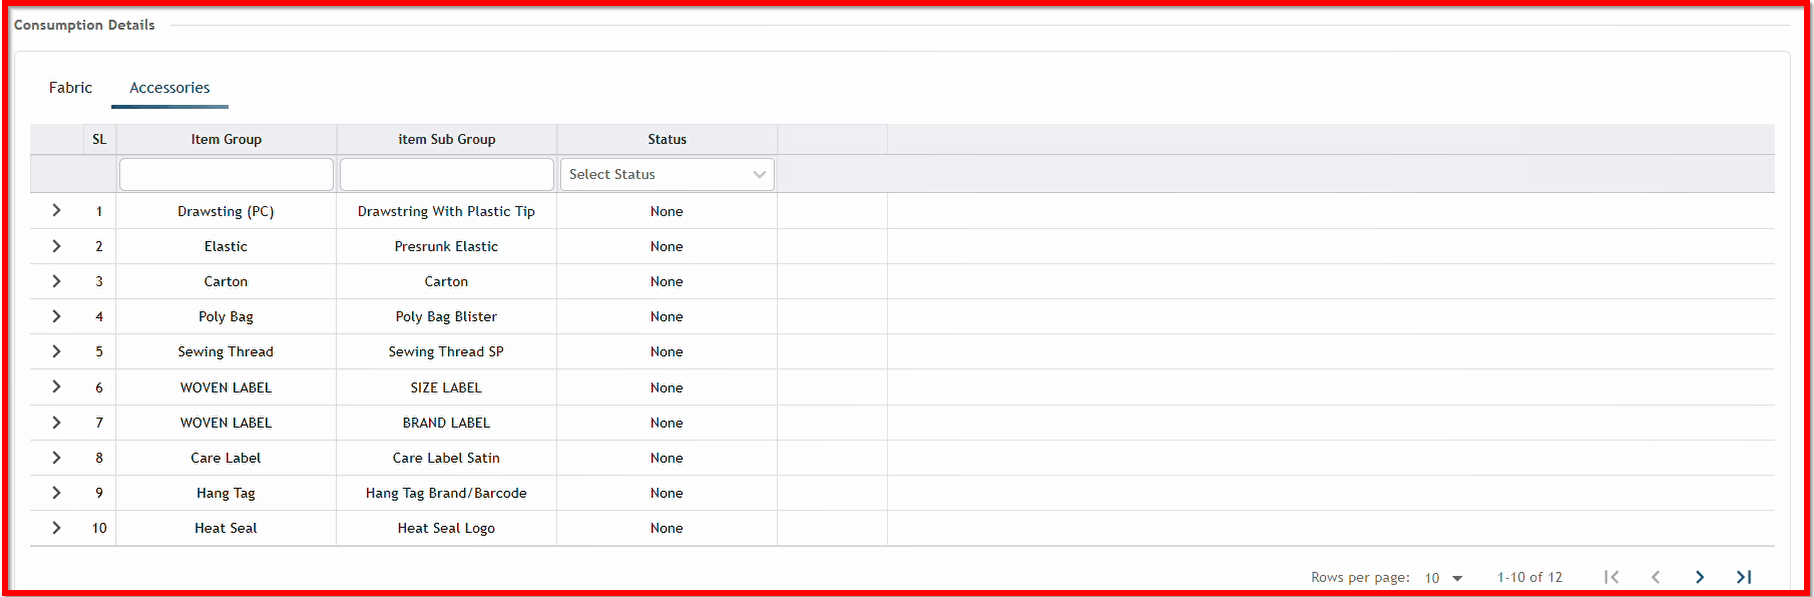 Consumption Details
Fabric Accessories
SL Item Group item Sub Group Status
Select Status
1 Drawsting (PC) Drawstring With Plastic Tip None
2 Elastic Presrunk Elastic None
3 Carton Carton None
4 Poly Bag Poly Bag Blister None
5 Sewing Thread Sewing Thread SP None
6 WOVEN LABEL SIZE LABEL None
7 WOVEN LABEL BRAND LABEL None
8 Care Label Care Label Satin None
9 Hang Tag Hang Tag Brand/Barcode None
10 Heat Seal Heat Seal Logo None
Rows per page: 10 1-10 of 12